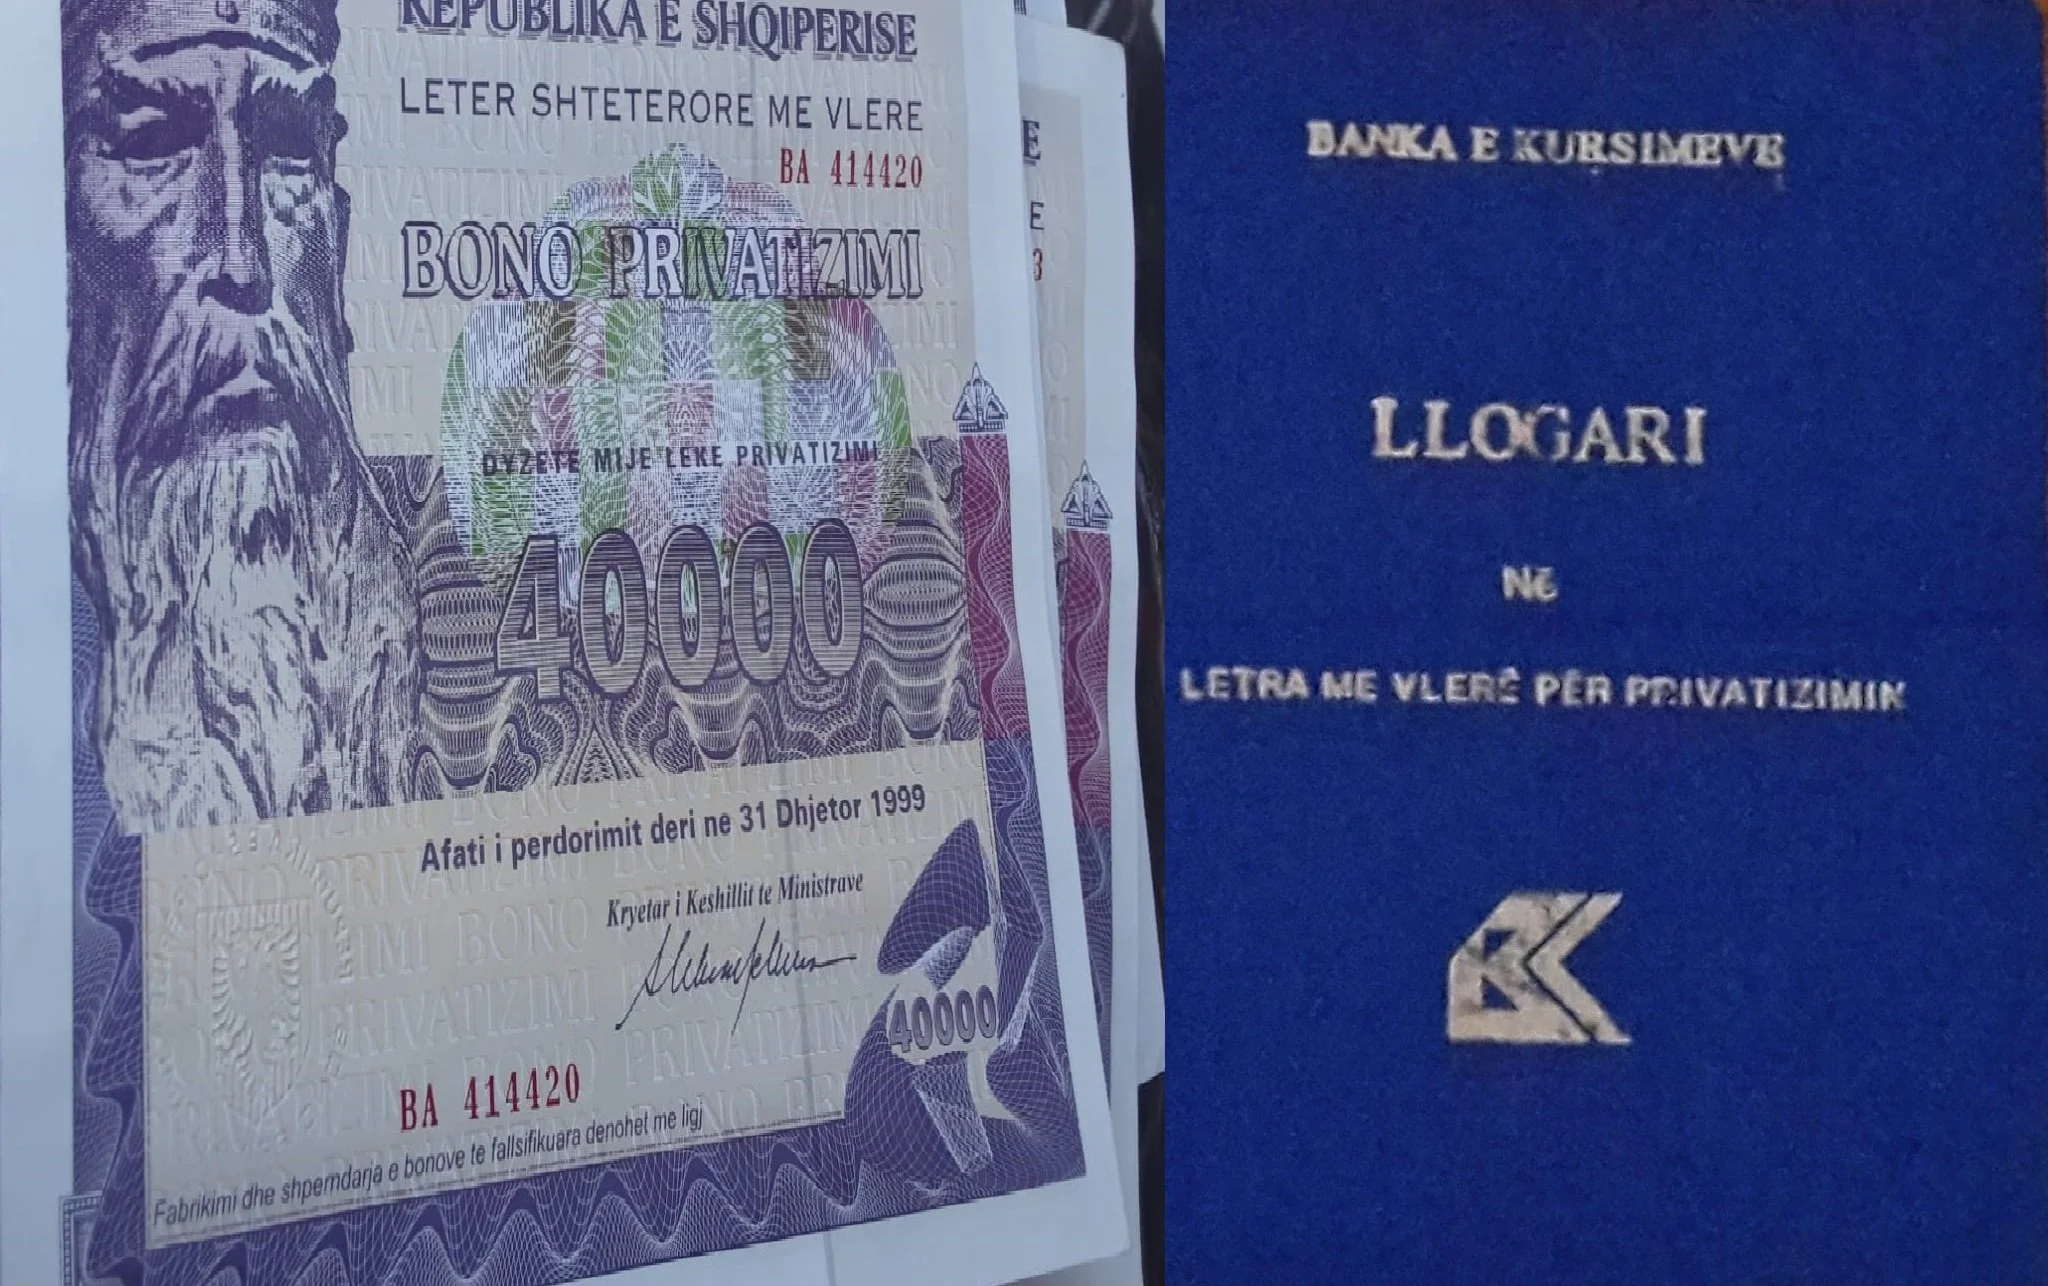 REPUBLIKA E SHQIPERISE
LETER SHTETERORE ME VLERE
BA 414420
BONO PRIVATIZIMI
DYZETE MIJE LEKE PRIVATIZIMI
40000
Afati i perdorimit deri ne 31 Dhjetor 1999
Kryetar i Keshillit te Ministrave
40000
BA 414420
Fabrikimi dhe shperndarja e bonove te fallsifikuara denohet me ligj
E
E
3
BANKA E KURSIMEVE
LLOGARI
Në
LETRA ME VLERË PËR PRIVATIZIMIN